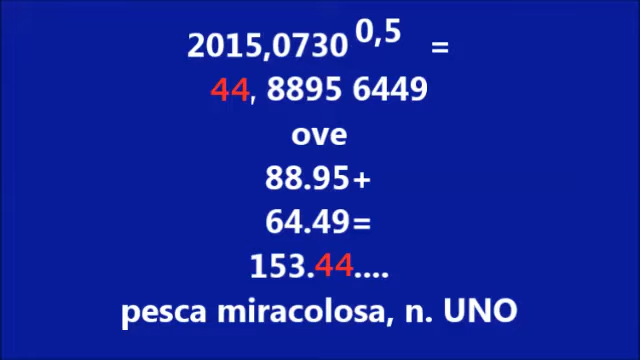 2015,0730 0,5 =
44, 8895 6449
ove
88.95+
64.49=
153.44....
pesca miracolosa, n. UNO